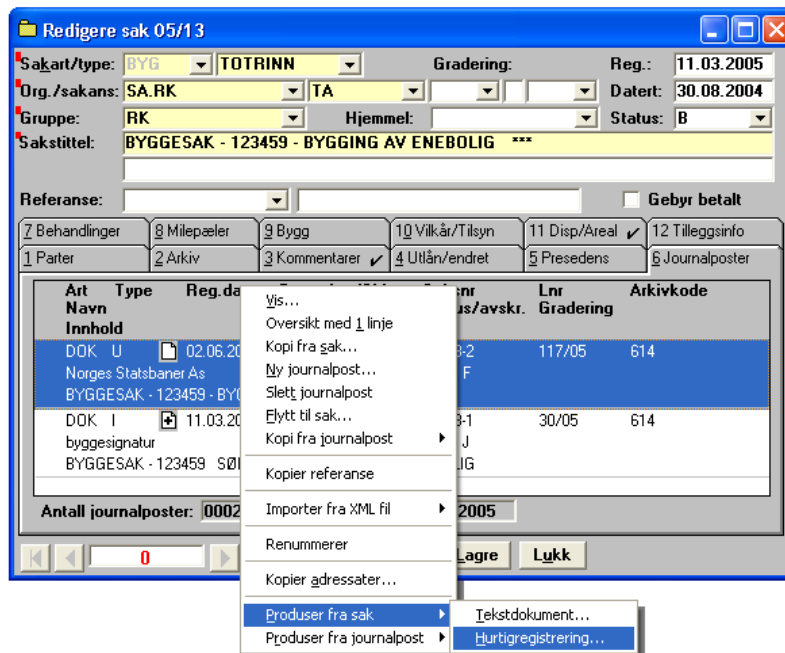 Redigere sak 05/13
Sakart/type: BYG TOTRINN Gradering: Reg.: 11.03.2005
Org./sakans: SA.RK TA Datert: 30.08.2004
Gruppe: RK Hjemmel: Status: B
Sakstittel: BYGGESAK - 123459 - BYGGING AV ENEBOLIG ***
Referanse: Gebyr betalt
7 Behandlinger 8 Milepæler 9 Bygg 10 Vilkår/Tilsyn 11 Disp/Areal 12 Tilleggsinfo
1 Parter 2 Arkiv 3 Kommentarer 4 Utlån/endret 5 Presedens 6 Journalposter
Art Type Reg.da nr Lnr Arkivkode
Navn us/avskr. Gradering
Innhold
DOK U 02.06.20 -2 117/05 614
Norges Statsbaner As F
BYGGESAK - 123459 - BY
DOK I 11.03.20 -1 30/05 614
byggesignatur J
BYGGESAK - 123459 SØ LIG
Antall journalposter: 0002 2005
0 Lagre Lukk
Vis...
Oversikt med 1 linje
Kopi fra sak...
Ny journalpost...
Slett journalpost
Flytt til sak...
Kopi fra journalpost
Kopier referanse
Importer fra XML fil
Renummerer
Kopier adressater...
Produser fra sak
Produser fra journalpost
Tekstdokument...
Hurtigregistrering...